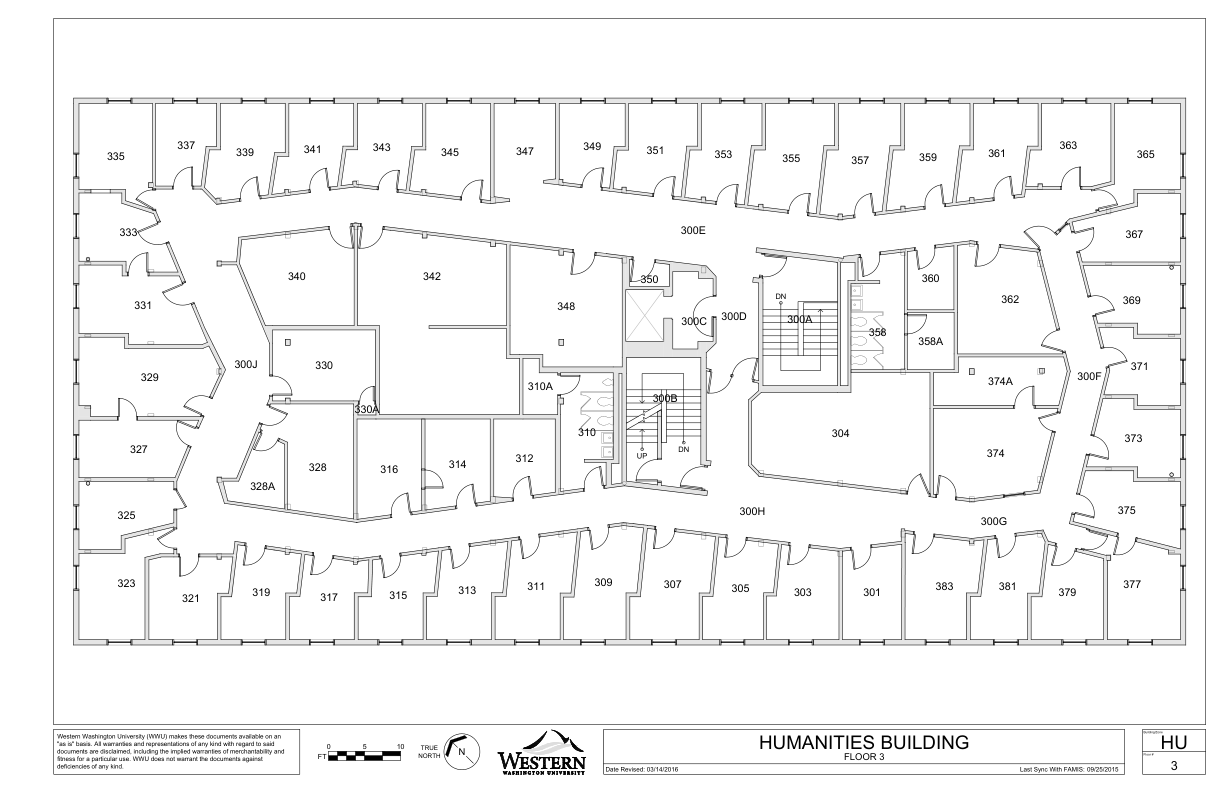 335
337
339
341
343
345
347
349
351
353
355
357
359
361
363
365
333
300E
367
340
342
350
360
348
DN
362
369
331
300C
300D
300A
358
358A
300J
330
329
371
300F
374A
310A
330A
300B
310
304
373
327
UP
DN
374
328
316
314
312
328A
325
300H
300G
375
323
321
319
317
315
313
311
309
307
305
303
301
383
381
379
377
Western Washington University (WWU) makes these documents available on an
"as is" basis. All warranties and representations of any kind with regard to said
documents are disclaimed, including the implied warranties of merchantability and
fitness for a particular use. WWU does not warrant the documents against
deficiencies of any kind.
0 5 10
FT
TRUE
NORTH
N
WESTERN
WASHINGTON UNIVERSITY
HUMANITIES BUILDING
FLOOR 3
Date Revised: 03/14/2016
Last Sync With FAMIS: 09/25/2015
HU
3